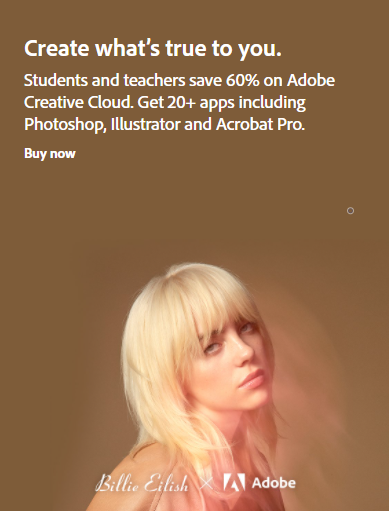 Create what's true to you.
Students and teachers save 60% on Adobe
Creative Cloud. Get 20+ apps including
Photoshop, Illustrator and Acrobat Pro.
Buy now
Billie Eilish × Adobe